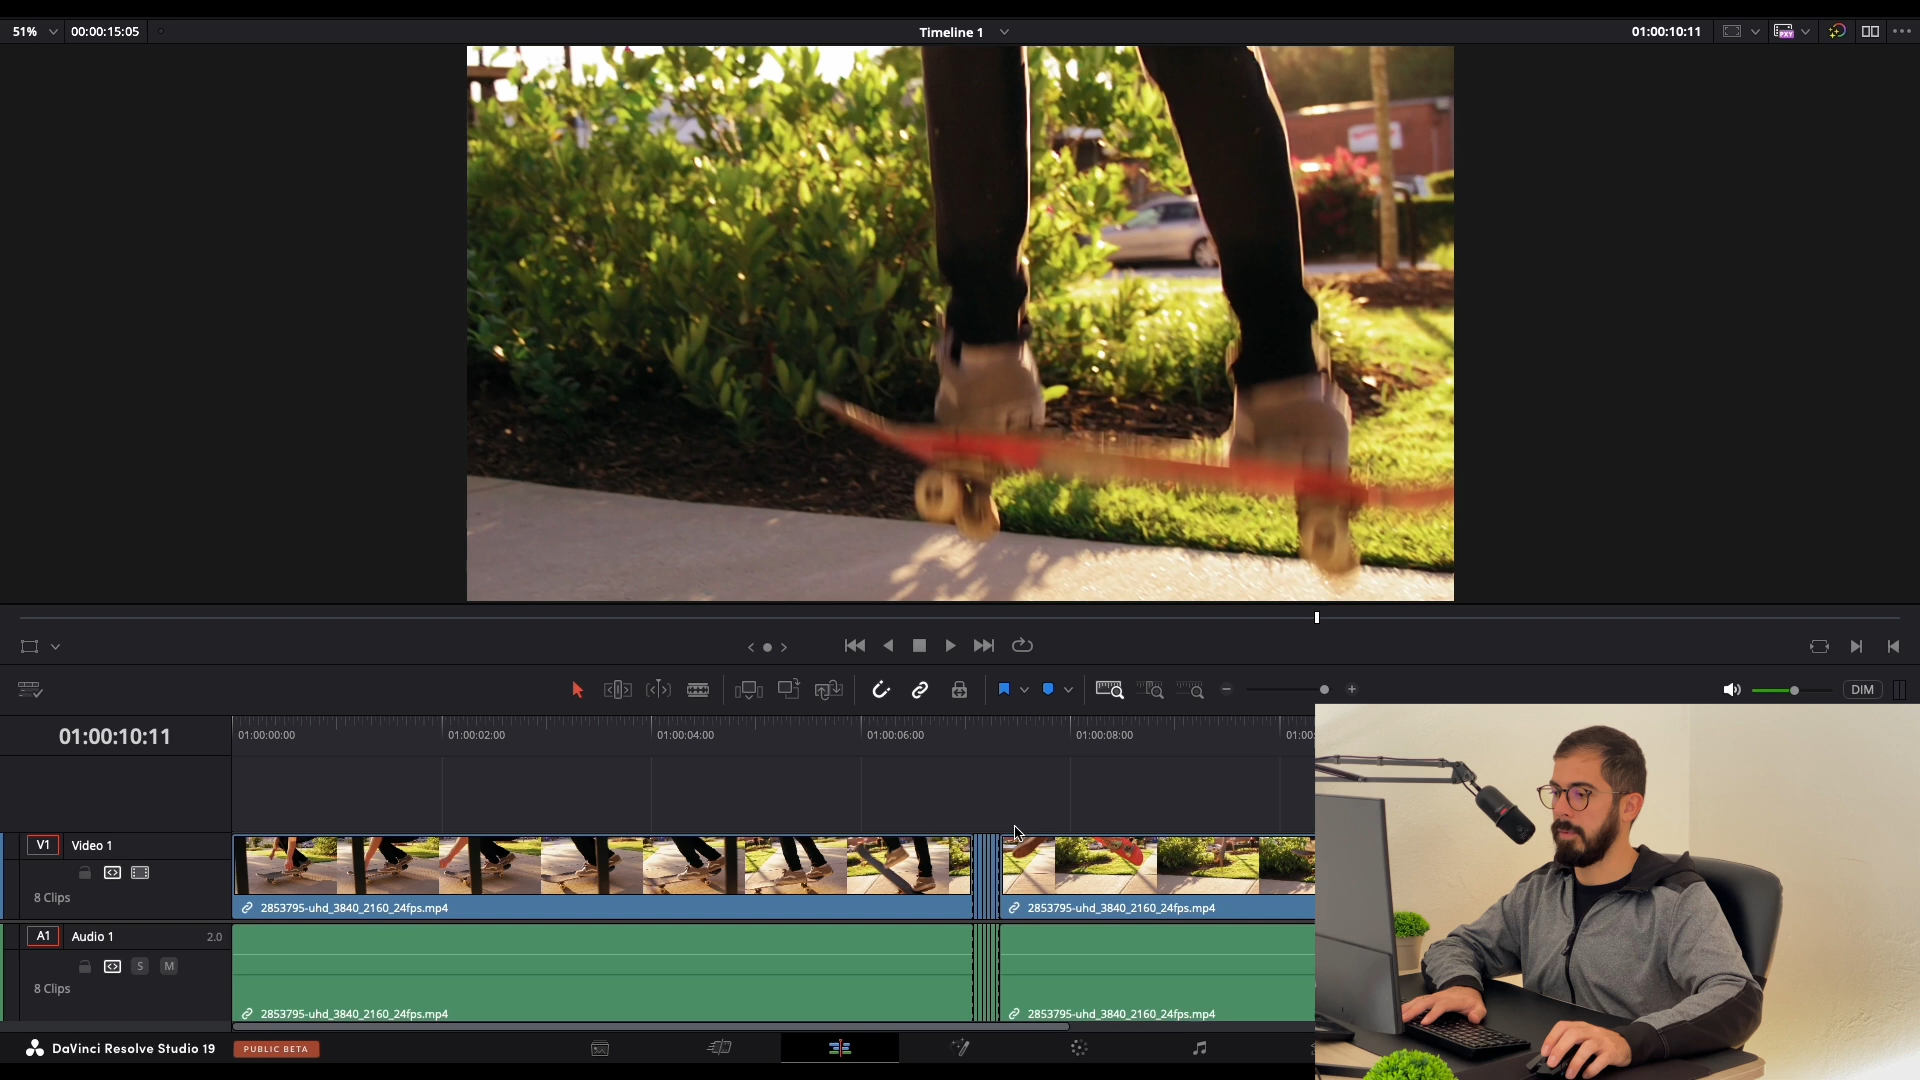 51%
00:00:15:05
Timeline 1
01:00:10:11
PXY
DIM
01:00:10:11
01:00:00:00
01:00:02:00
01:00:04:00
01:00:06:00
01:00:08:00
01:00:
V1
Video 1
8 Clips
2853795-uhd_3840_2160_24fps.mp4
2853795-uhd_3840_2160_24fps.mp4
A1
Audio 1
2.0
S
M
8 Clips
2853795-uhd_3840_2160_24fps.mp4
2853795-uhd_3840_2160_24fps.mp4
DaVinci Resolve Studio 19
PUBLIC BETA